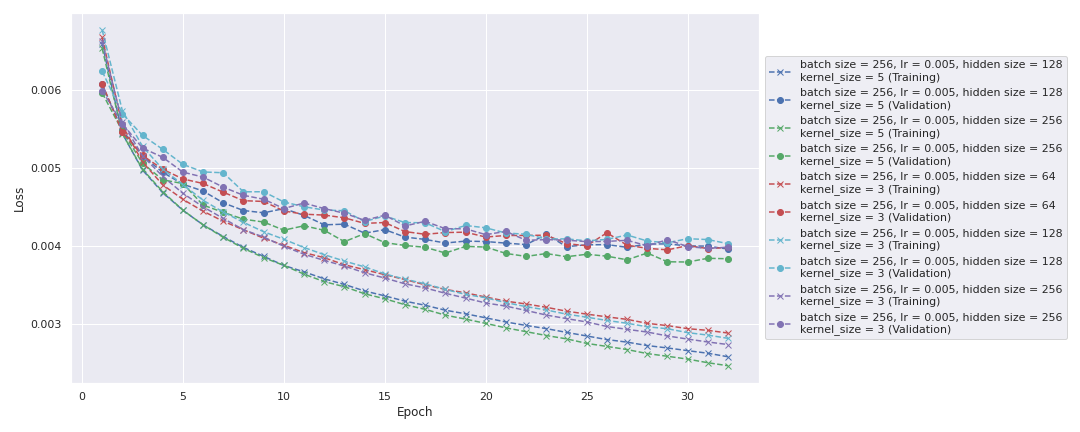 0.006
0.005
0.004
0.003
Loss
0 5 10 15 20 25 30
Epoch
batch size = 256, lr = 0.005, hidden size = 128
kernel_size = 5 (Training)
batch size = 256, lr = 0.005, hidden size = 128
kernel_size = 5 (Validation)
batch size = 256, lr = 0.005, hidden size = 256
kernel_size = 5 (Training)
batch size = 256, lr = 0.005, hidden size = 256
kernel_size = 5 (Validation)
batch size = 256, lr = 0.005, hidden size = 64
kernel_size = 3 (Training)
batch size = 256, lr = 0.005, hidden size = 64
kernel_size = 3 (Validation)
batch size = 256, lr = 0.005, hidden size = 128
kernel_size = 3 (Training)
batch size = 256, lr = 0.005, hidden size = 128
kernel_size = 3 (Validation)
batch size = 256, lr = 0.005, hidden size = 256
kernel_size = 3 (Training)
batch size = 256, lr = 0.005, hidden size = 256
kernel_size = 3 (Validation)